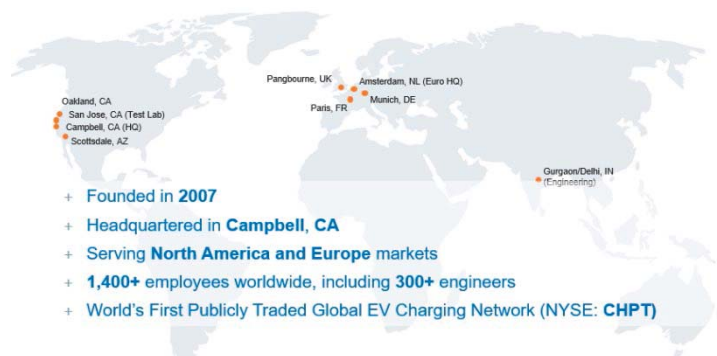 Pangbourne, UK
Amsterdam, NL (Euro HQ)
Paris, FR
Munich, DE
Oakland, CA
San Jose, CA (Test Lab)
Campbell, CA (HQ)
Scottsdale, AZ
Gurgaon/Delhi, IN
(Engineering)
+ Founded in 2007
+ Headquartered in Campbell, CA
+ Serving North America and Europe markets
+ 1,400+ employees worldwide, including 300+ engineers
+ World's First Publicly Traded Global EV Charging Network (NYSE: CHPT)